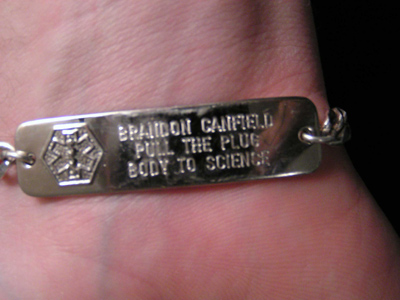 BRANDON CANFIELD
PULL THE PLUG
BODY TO SCIENCE